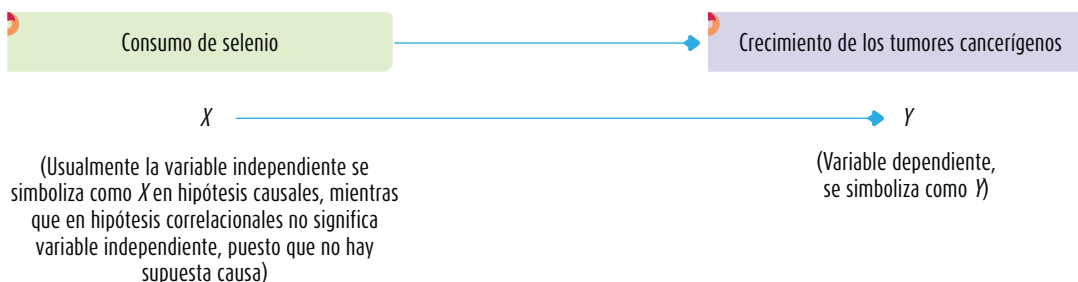 Consumo de selenio
Crecimiento de los tumores cancerígenos
X
Y
(Usualmente la variable independiente se
simboliza como X en hipótesis causales, mientras
que en hipótesis correlacionales no significa
variable independiente, puesto que no hay
supuesta causa)
(Variable dependiente,
se simboliza como Y)